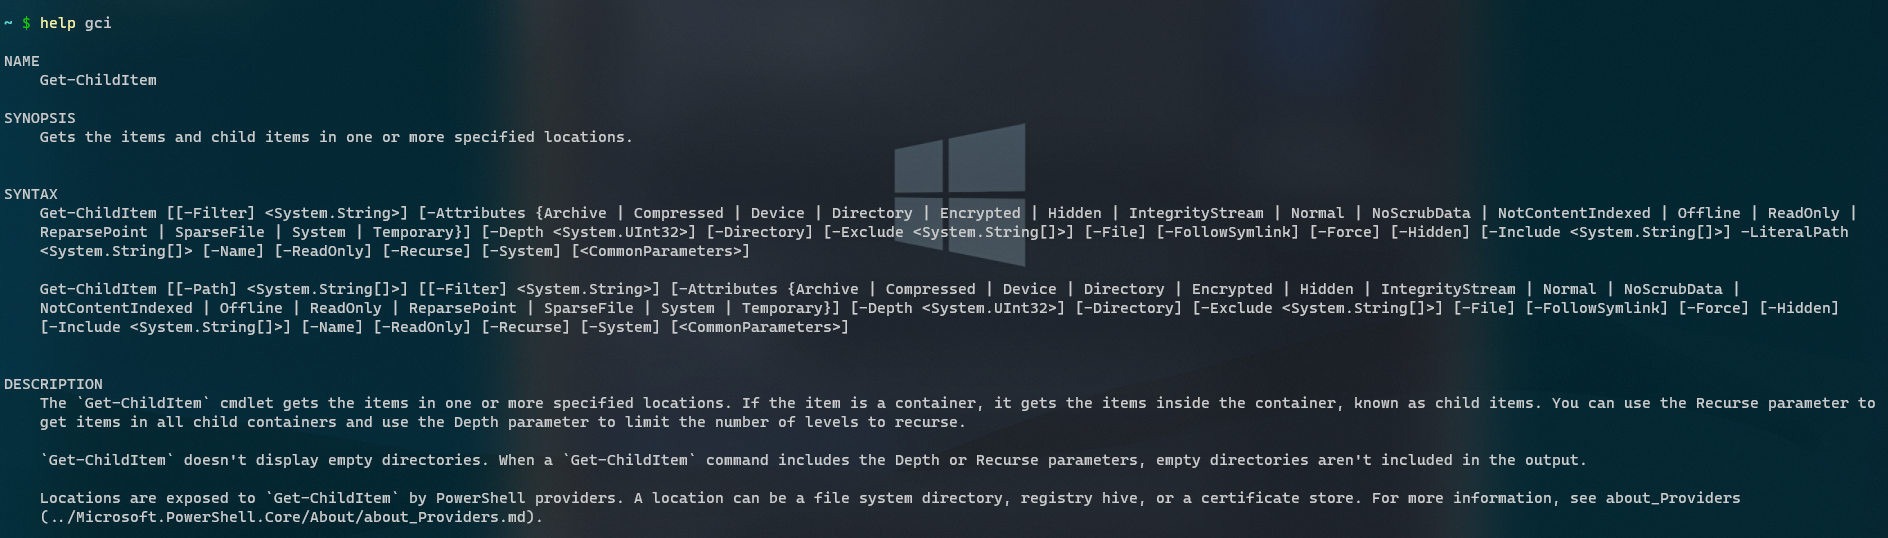 ~ $ help gci
NAME
Get-ChildItem
SYNOPSIS
Gets the items and child items in one or more specified locations.
SYNTAX
Get-ChildItem [[-Filter] <System.String>] [-Attributes {Archive | Compressed | Device | Directory | Encrypted | Hidden | IntegrityStream | Normal | NoScrubData | NotContentIndexed | Offline | ReadOnly |
ReparsePoint | SparseFile | System | Temporary}] [-Depth <System.UInt32>] [-Directory] [-Exclude <System.String[]>] [-File] [-FollowSymlink] [-Force] [-Hidden] [-Include <System.String[]>] -LiteralPath
<System.String[]> [-Name] [-ReadOnly] [-Recurse] [-System] [<CommonParameters>]
Get-ChildItem [[-Path] <System.String[]>] [[-Filter] <System.String>] [-Attributes {Archive | Compressed | Device | Directory | Encrypted | Hidden | IntegrityStream | Normal | NoScrubData |
NotContentIndexed | Offline | ReadOnly | ReparsePoint | SparseFile | System | Temporary}] [-Depth <System.UInt32>] [-Directory] [-Exclude <System.String[]>] [-File] [-FollowSymlink] [-Force] [-Hidden]
[-Include <System.String[]>] [-Name] [-ReadOnly] [-Recurse] [-System] [<CommonParameters>]
DESCRIPTION
The `Get-ChildItem` cmdlet gets the items in one or more specified locations. If the item is a container, it gets the items inside the container, known as child items. You can use the Recurse parameter to
get items in all child containers and use the Depth parameter to limit the number of levels to recurse.
`Get-ChildItem` doesn't display empty directories. When a `Get-ChildItem` command includes the Depth or Recurse parameters, empty directories aren't included in the output.
Locations are exposed to `Get-ChildItem` by PowerShell providers. A location can be a file system directory, registry hive, or a certificate store. For more information, see about_Providers
(../Microsoft.PowerShell.Core/About/about_Providers.md).